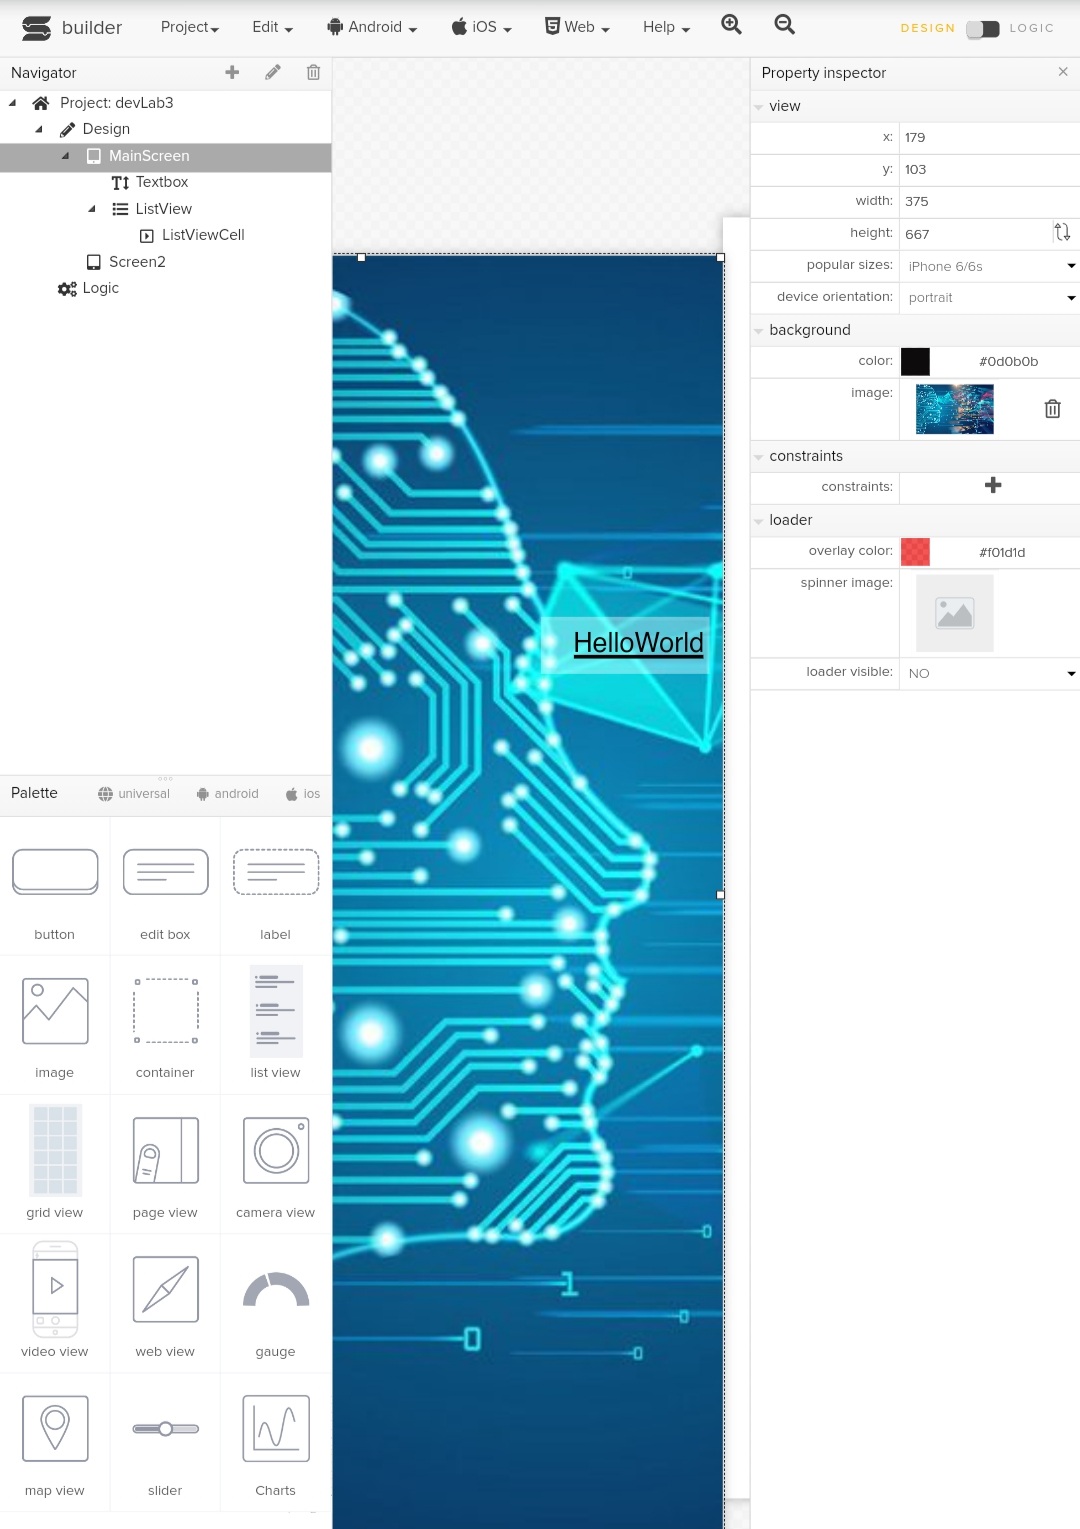 builder Project Edit Android iOS Web Help DESIGN LOGIC
Navigator
Project: devLab3
Design
MainScreen
Textbox
ListView
ListViewCell
Screen2
Logic
Palette universal android ios
button edit box label
image container list view
grid view page view camera view
video view web view gauge
map view slider Charts
HelloWorld
1
0
Property inspector
view
x: 179
y: 103
width: 375
height: 667
popular sizes: iPhone 6/6s
device orientation: portrait
background
color: #0d0b0b
image:
constraints
constraints:
loader
overlay color: #f01d1d
spinner image:
loader visible: NO